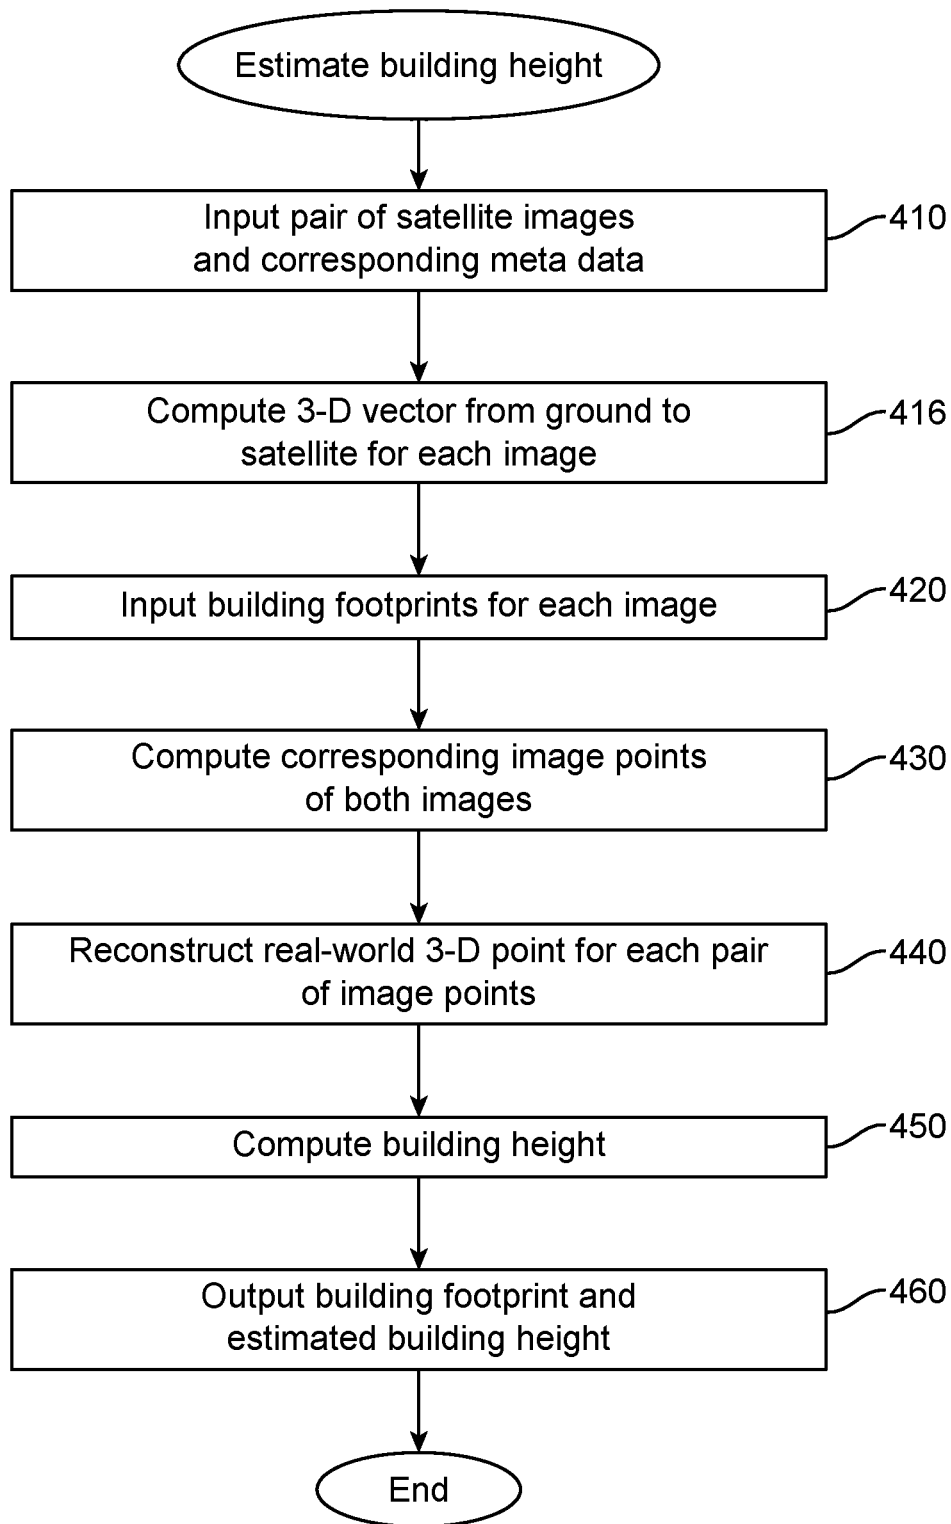 Estimate building height
Input pair of satellite images
and corresponding meta data
410
Compute 3-D vector from ground to
satellite for each image
416
Input building footprints for each image
420
Compute corresponding image points
of both images
430
Reconstruct real-world 3-D point for each pair
of image points
440
Compute building height
450
Output building footprint and
estimated building height
460
End